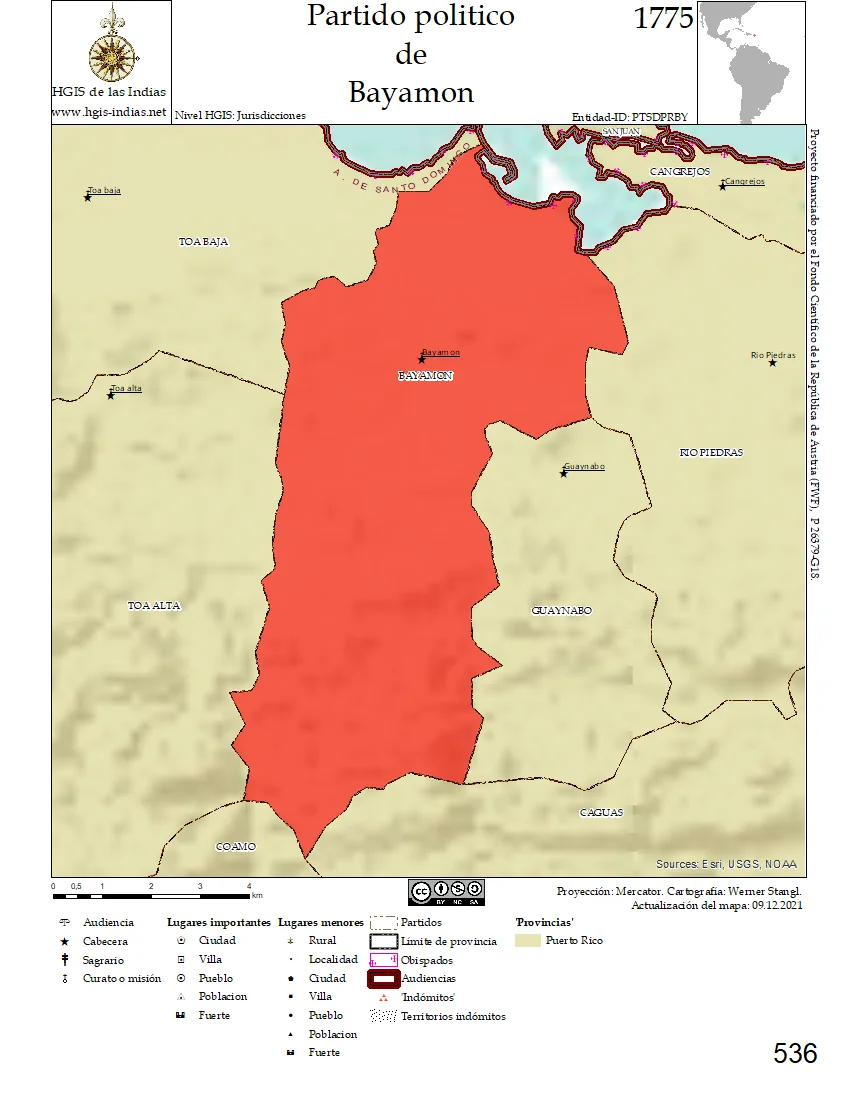 Partido politico
de
Bayamon
1775
HGIS de las Indias
www.hgis-indias.net
Nivel HGIS: Jurisdicciones
Entidad-ID: PTSDPRBY
SAN JUAN
A. DE SANTO DOMINGO
CANGREJOS
Cangrejos
Toa baja
TOA BAJA
Bayamon
BAYAMON
Rio Piedras
Toa alta
RIO PIEDRAS
Guaynabo
TOA ALTA
GUAYNABO
CAGUAS
COAMO
Sources: Esri, USGS, NOAA
Proyecto financiado por el Fondo Científico de la República de Austria (FWF), P 26379-G18.
0 0,5 1 2 3 4
km
CC BY NC SA
Proyección: Mercator. Cartografía: Werner Stangl.
Actualización del mapa: 09.12.2021
Audiencia
Cabecera
Sagrario
Curato o misión
Lugares importantes
Ciudad
Villa
Pueblo
Poblacion
Fuerte
Lugares menores
Rural
Localidad
Ciudad
Villa
Pueblo
Poblacion
Fuerte
Partidos
Límite de provincia
Obispados
Audiencias
'Indómitos'
Territorios indómitos
'Provincias'
Puerto Rico
536